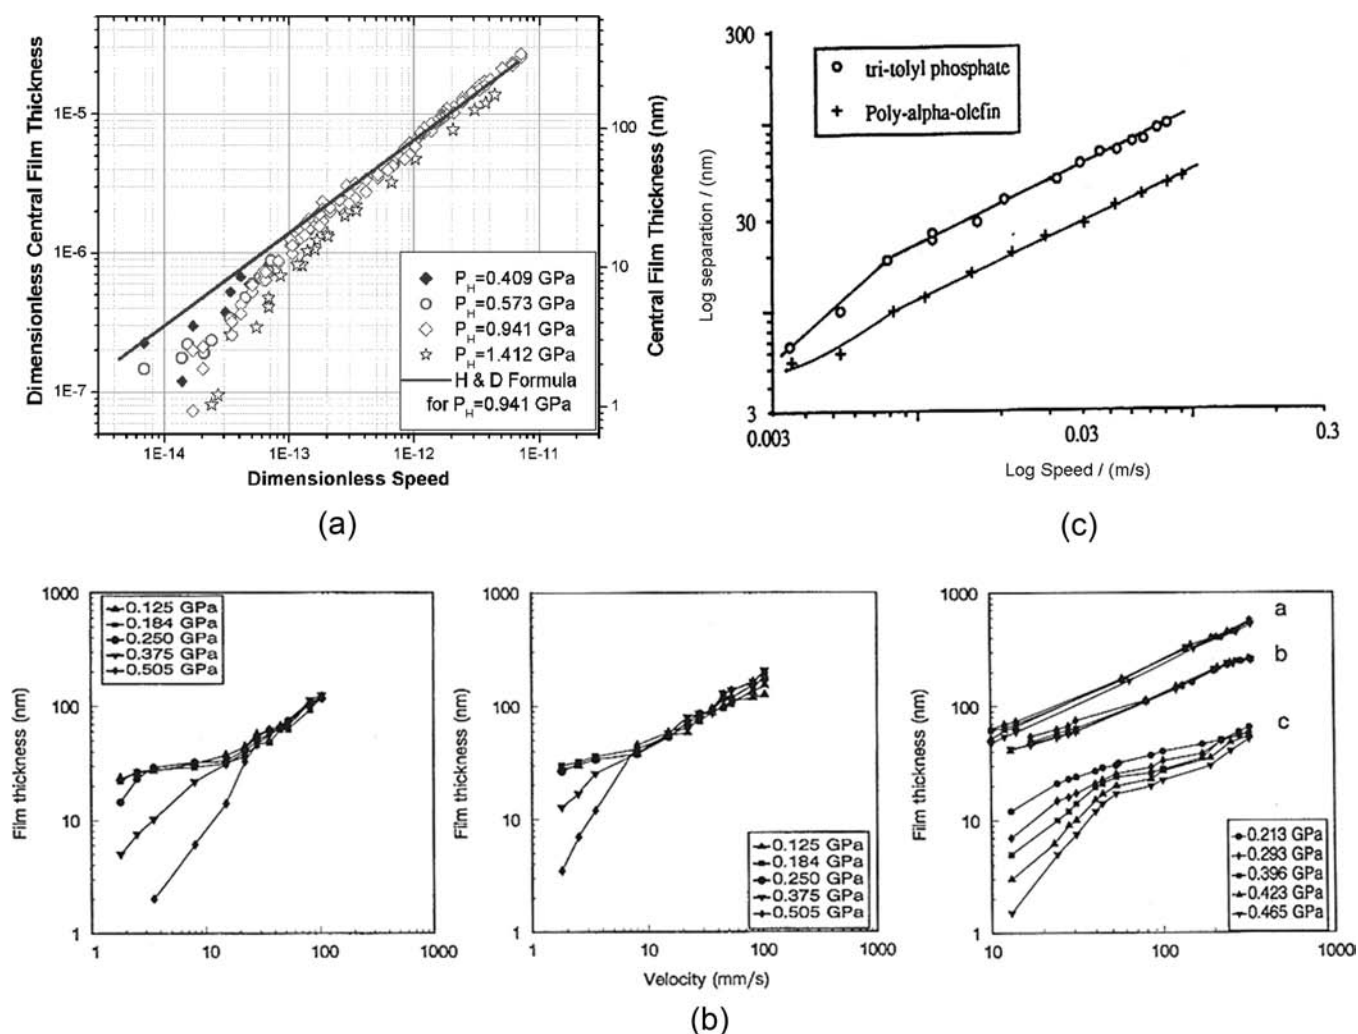 Dimensionless Central Film Thickness
1E-5
1E-6
1E-7
1E-14
1E-13
1E-12
1E-11
Dimensionless Speed
100
10
1
Central Film Thickness (nm)
P_H=0.409 GPa
P_H=0.573 GPa
P_H=0.941 GPa
P_H=1.412 GPa
H & D Formula
for P_H=0.941 GPa
(a)
300
30
3
Log separation / (nm)
tri-tolyl phosphate
Poly-alpha-olefin
0.003
0.03
0.3
Log Speed / (m/s)
(c)
1000
100
10
1
Film thickness (nm)
0.125 GPa
0.184 GPa
0.250 GPa
0.375 GPa
0.505 GPa
1
10
100
1000
1000
100
10
1
Film thickness (nm)
0.125 GPa
0.184 GPa
0.250 GPa
0.375 GPa
0.505 GPa
1
10
100
1000
Velocity (mm/s)
1000
100
10
1
Film thickness (nm)
a
b
c
0.213 GPa
0.293 GPa
0.396 GPa
0.423 GPa
0.465 GPa
10
100
1000
(b)